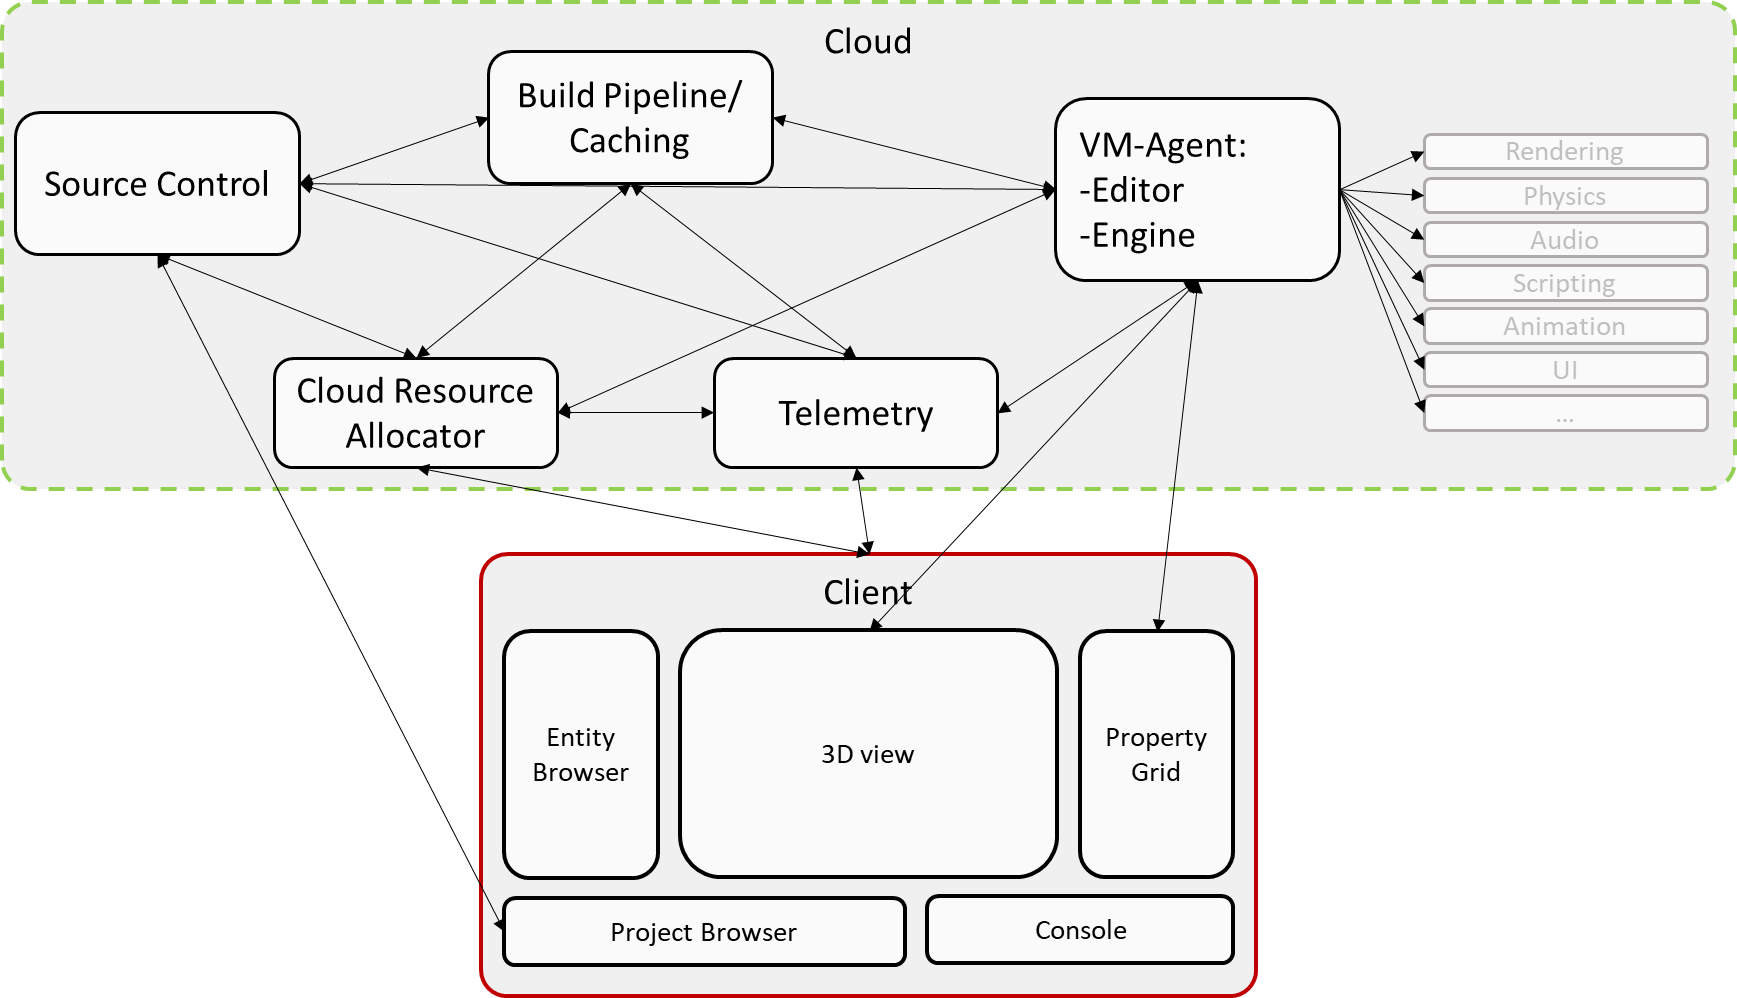 Cloud
Build Pipeline/
Caching
Source Control
VM-Agent:
-Editor
-Engine
Rendering
Physics
Audio
Scripting
Animation
UI
...
Cloud Resource
Allocator
Telemetry
Client
Entity
Browser
3D view
Property
Grid
Project Browser
Console